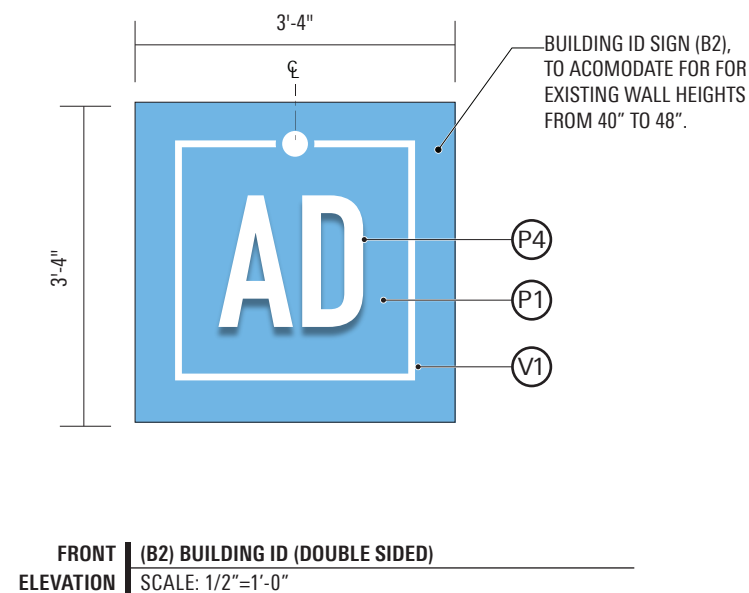 3'-4"
℄
BUILDING ID SIGN (B2),
TO ACOMODATE FOR FOR
EXISTING WALL HEIGHTS
FROM 40” TO 48”.
3'-4"
AD
P4
P1
V1
FRONT (B2) BUILDING ID (DOUBLE SIDED)
ELEVATION SCALE: 1/2”=1’-0”